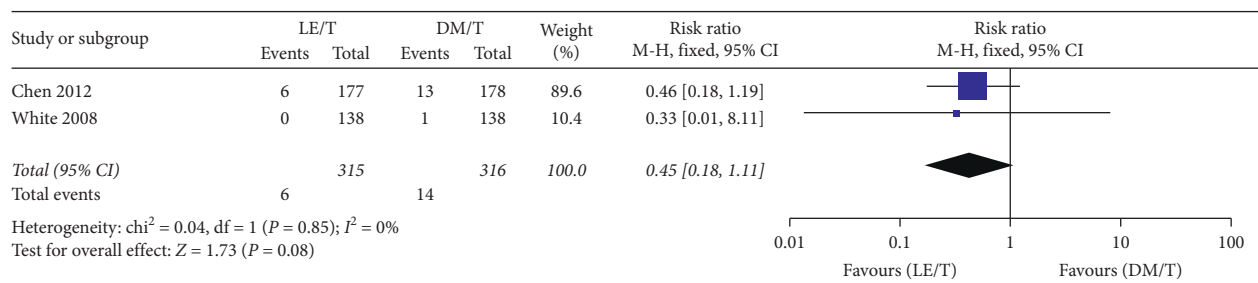 Study or subgroup LE/T DM/T Weight (%) Risk ratio M-H, fixed, 95% CI Risk ratio M-H, fixed, 95% CI
Events Total Events Total
Chen 2012 6 177 13 178 89.6 0.46 [0.18, 1.19]
White 2008 0 138 1 138 10.4 0.33 [0.01, 8.11]
Total (95% CI) 315 316 100.0 0.45 [0.18, 1.11]
Total events 6 14
Heterogeneity: chi² = 0.04, df = 1 (P = 0.85); I² = 0%
Test for overall effect: Z = 1.73 (P = 0.08)
0.01 0.1 1 10 100
Favours (LE/T) Favours (DM/T)